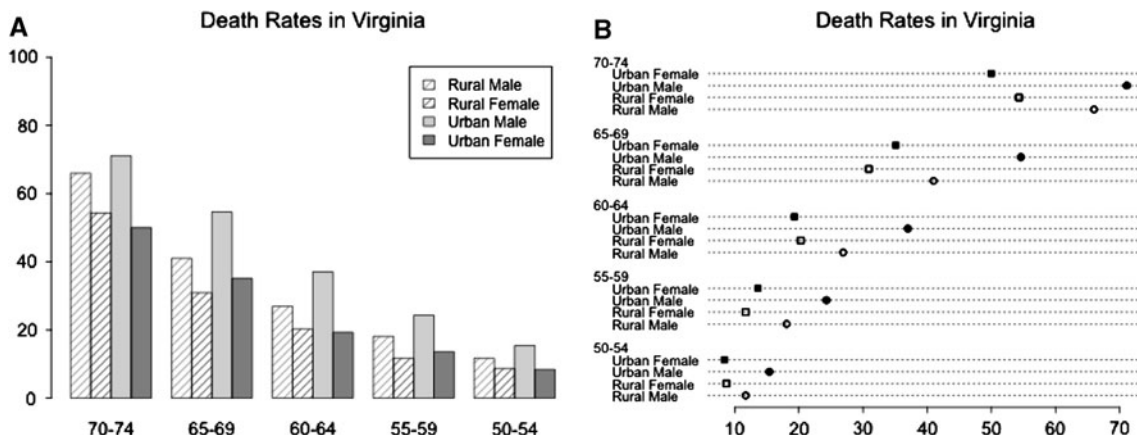 A
Death Rates in Virginia
100
80
60
40
20
0
Rural Male
Rural Female
Urban Male
Urban Female
70-74
65-69
60-64
55-59
50-54
B
Death Rates in Virginia
70-74
Urban Female
Urban Male
Rural Female
Rural Male
65-69
Urban Female
Urban Male
Rural Female
Rural Male
60-64
Urban Female
Urban Male
Rural Female
Rural Male
55-59
Urban Female
Urban Male
Rural Female
Rural Male
50-54
Urban Female
Urban Male
Rural Female
Rural Male
10 20 30 40 50 60 70